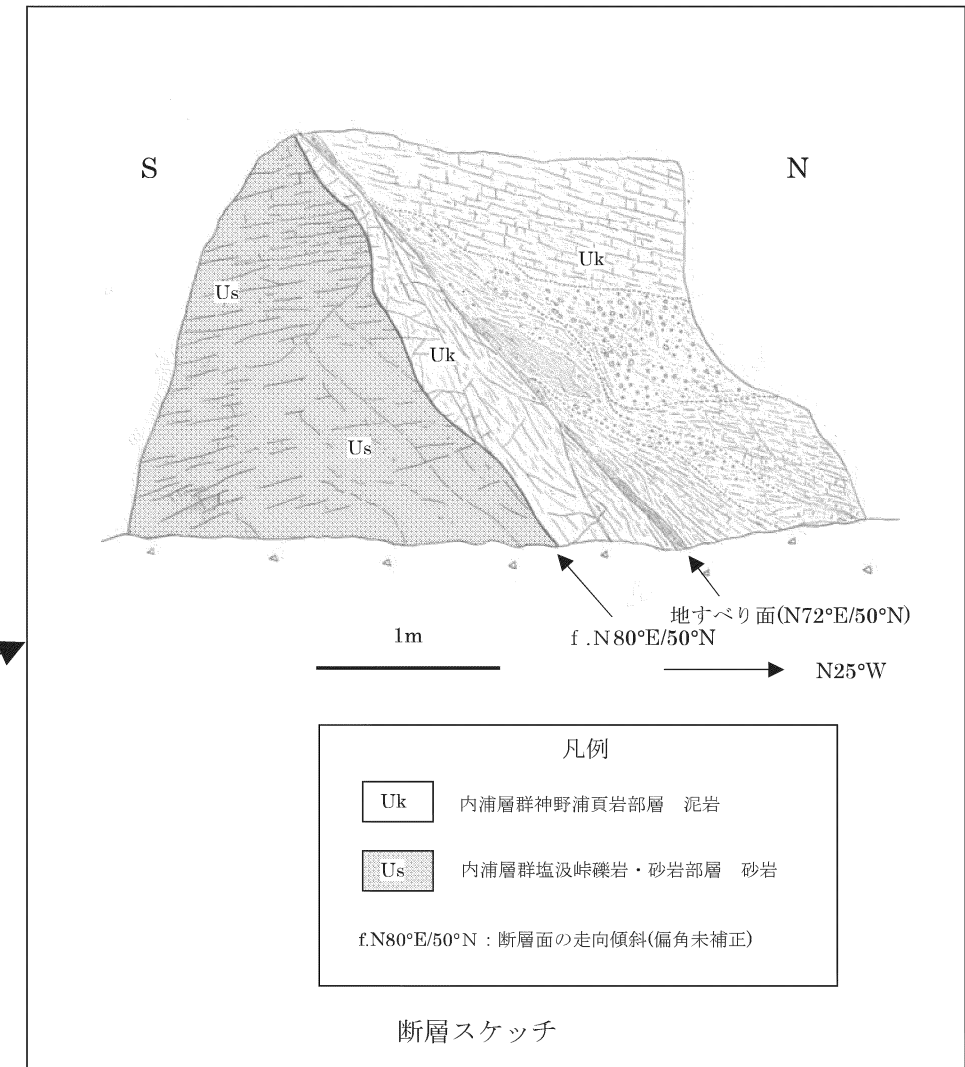 S
N
Uk
Us
Uk
Us
地すべり面(N72°E/50°N)
f .N80°E/50°N
1m
N25°W
凡例
Uk 内浦層群神野浦頁岩部層 泥岩
Us 内浦層群塩汲峠礫岩・砂岩部層 砂岩
f.N80°E/50°N：断層面の走向傾斜(偏角未補正)
断層スケッチ